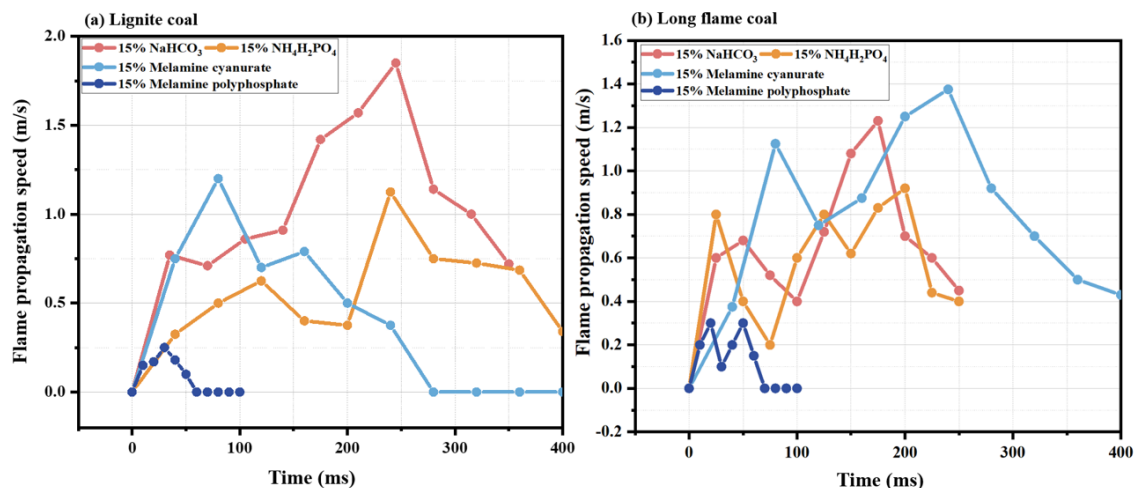 (a) Lignite coal
15% NaHCO₃ 15% NH₄H₂PO₄
15% Melamine cyanurate
15% Melamine polyphosphate
Flame propagation speed (m/s)
2.0
1.5
1.0
0.5
0.0
0 100 200 300 400
Time (ms)
(b) Long flame coal
15% NaHCO₃ 15% NH₄H₂PO₄
15% Melamine cyanurate
15% Melamine polyphosphate
Flame propagation speed (m/s)
1.6
1.4
1.2
1.0
0.8
0.6
0.4
0.2
0.0
-0.2
0 100 200 300 400
Time (ms)